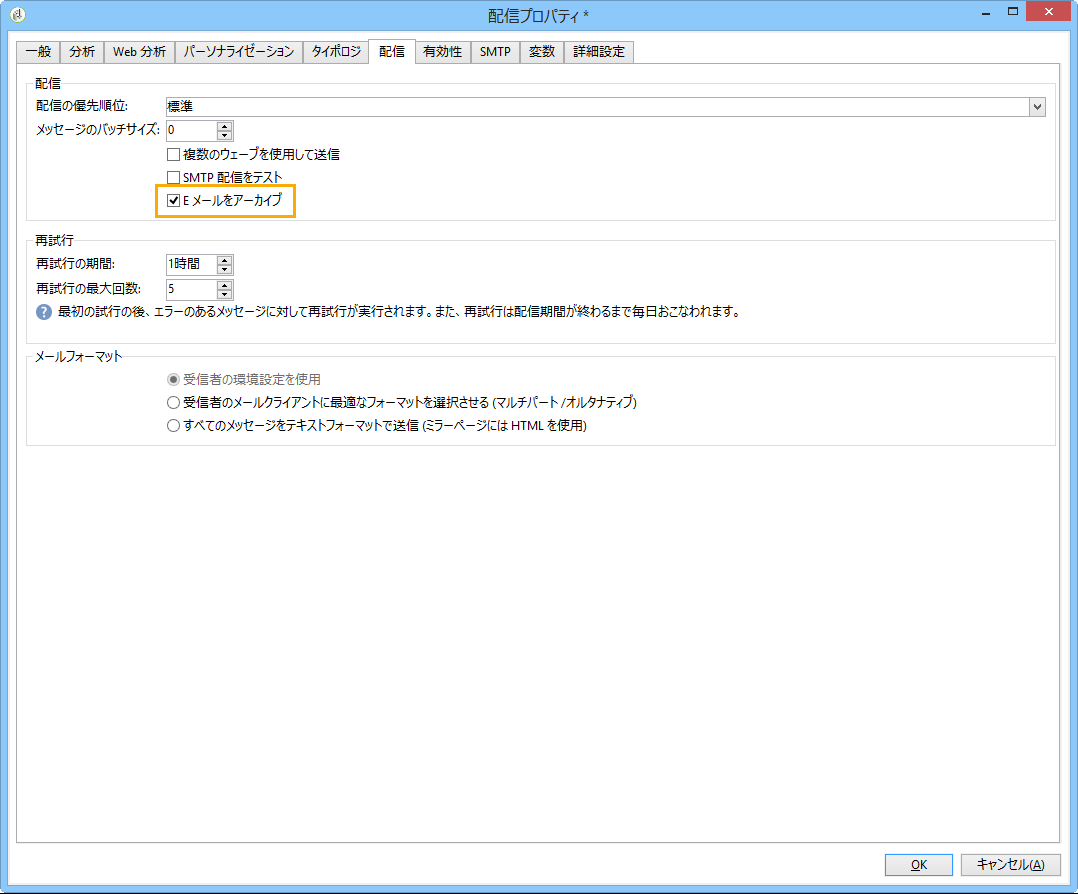 配信プロパティ *
一般 分析 Web 分析 パーソナライゼーション タイポロジ 配信 有効性 SMTP 変数 詳細設定
配信
配信の優先順位: 標準
メッセージのバッチサイズ: 0
複数のウェーブを使用して送信
SMTP 配信をテスト
E メールをアーカイブ
再試行
再試行の期間: 1時間
再試行の最大回数: 5
? 最初の試行の後、エラーのあるメッセージに対して再試行が実行されます。また、再試行は配信期間が終わるまで毎日おこなわれます。
メールフォーマット
受信者の環境設定を使用
受信者のメールクライアントに最適なフォーマットを選択させる (マルチパート /オルタナティブ)
すべてのメッセージをテキストフォーマットで送信 (ミラーページには HTML を使用)
OK キャンセル(A)